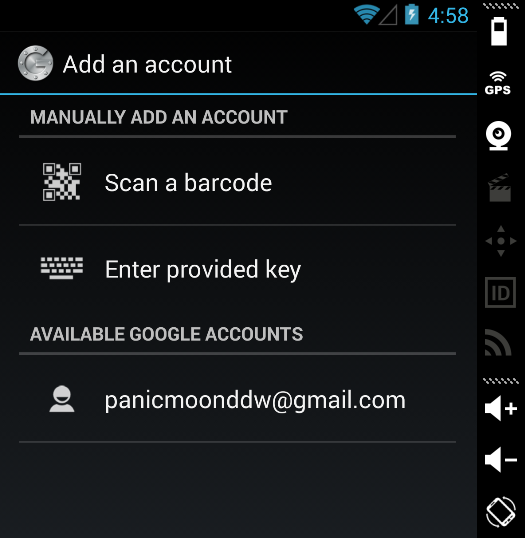 4:58
Add an account
MANUALLY ADD AN ACCOUNT
Scan a barcode
Enter provided key
AVAILABLE GOOGLE ACCOUNTS
panicmoonddw@gmail.com
GPS
ID